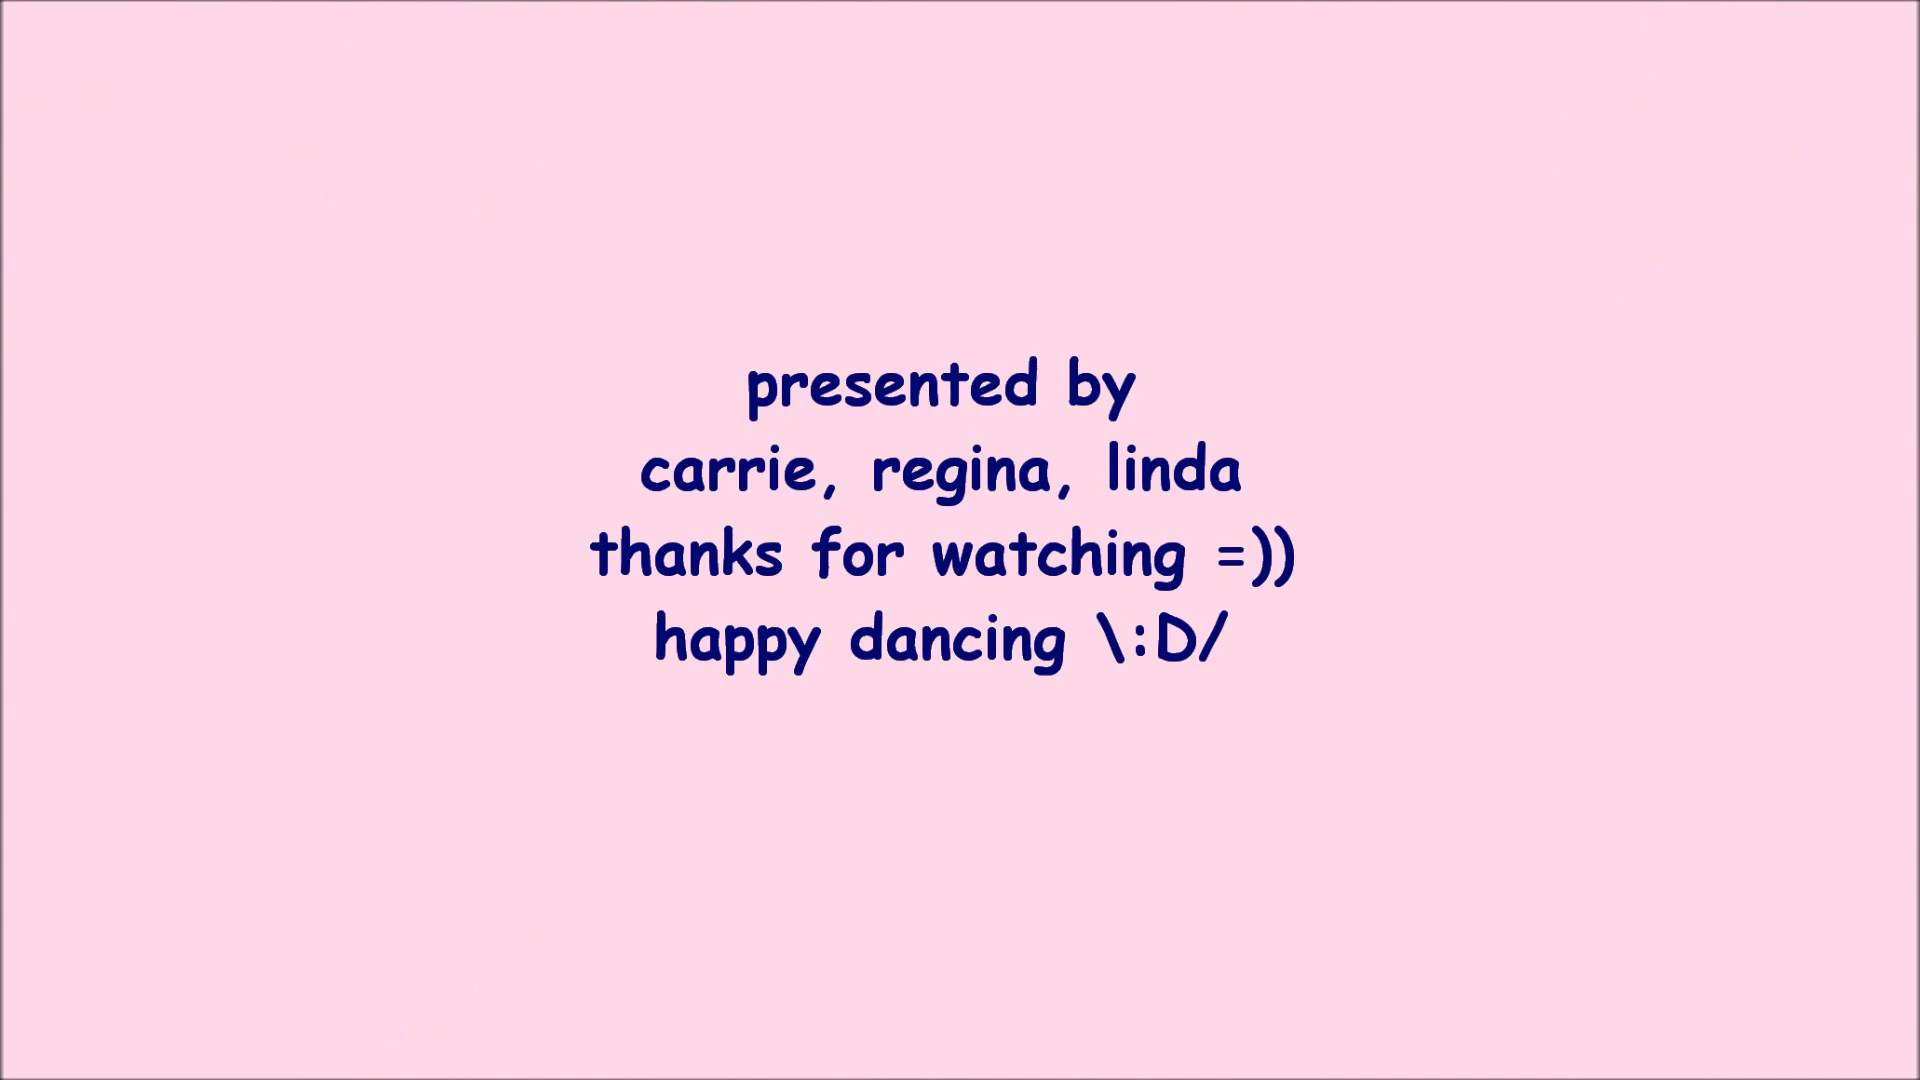 presented by
carrie, regina, linda
thanks for watching =))
happy dancing \:D/